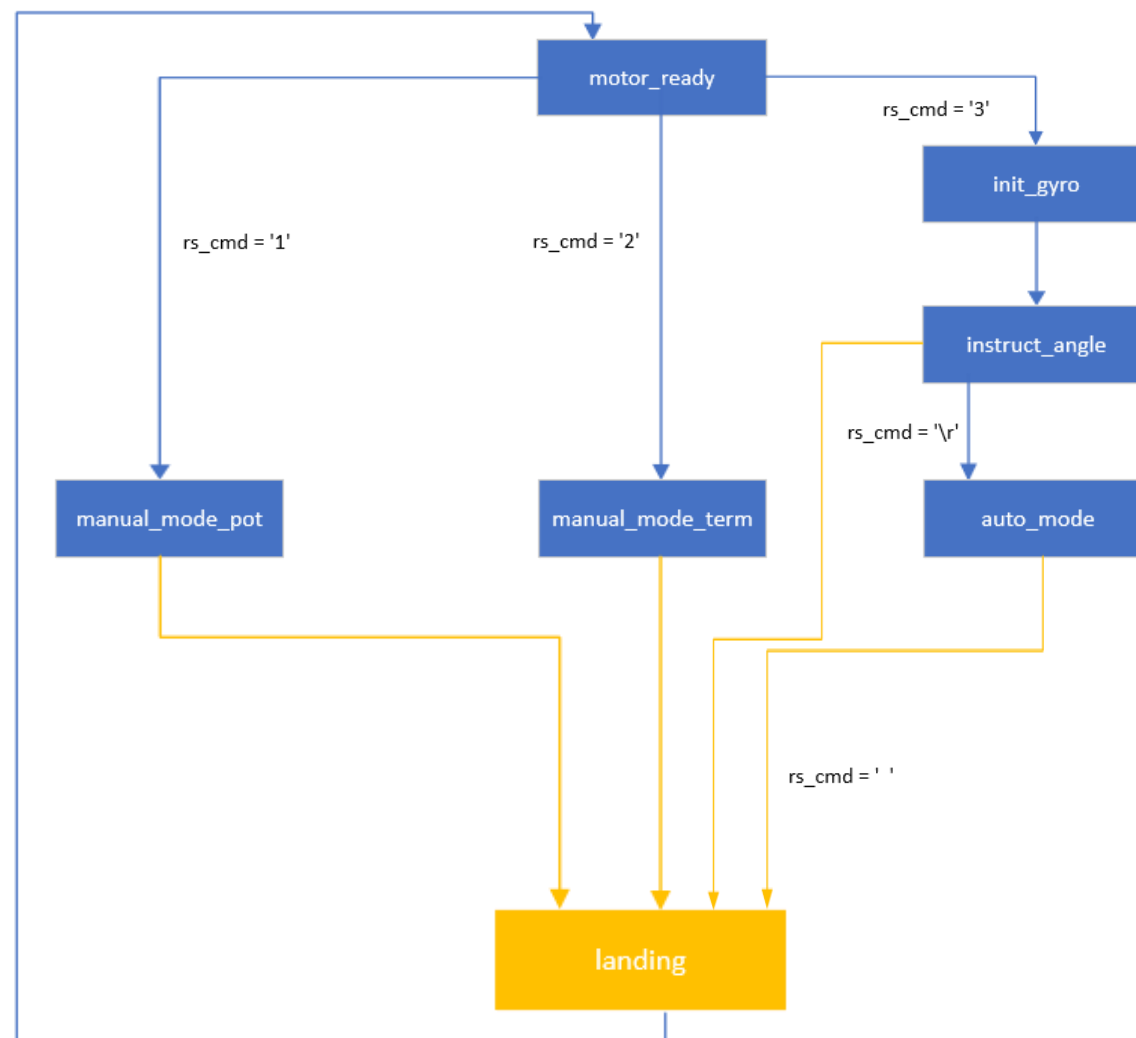 motor_ready
rs_cmd = '3'
init_gyro
rs_cmd = '1'
rs_cmd = '2'
instruct_angle
rs_cmd = '\r'
manual_mode_pot
manual_mode_term
auto_mode
rs_cmd = ' '
landing